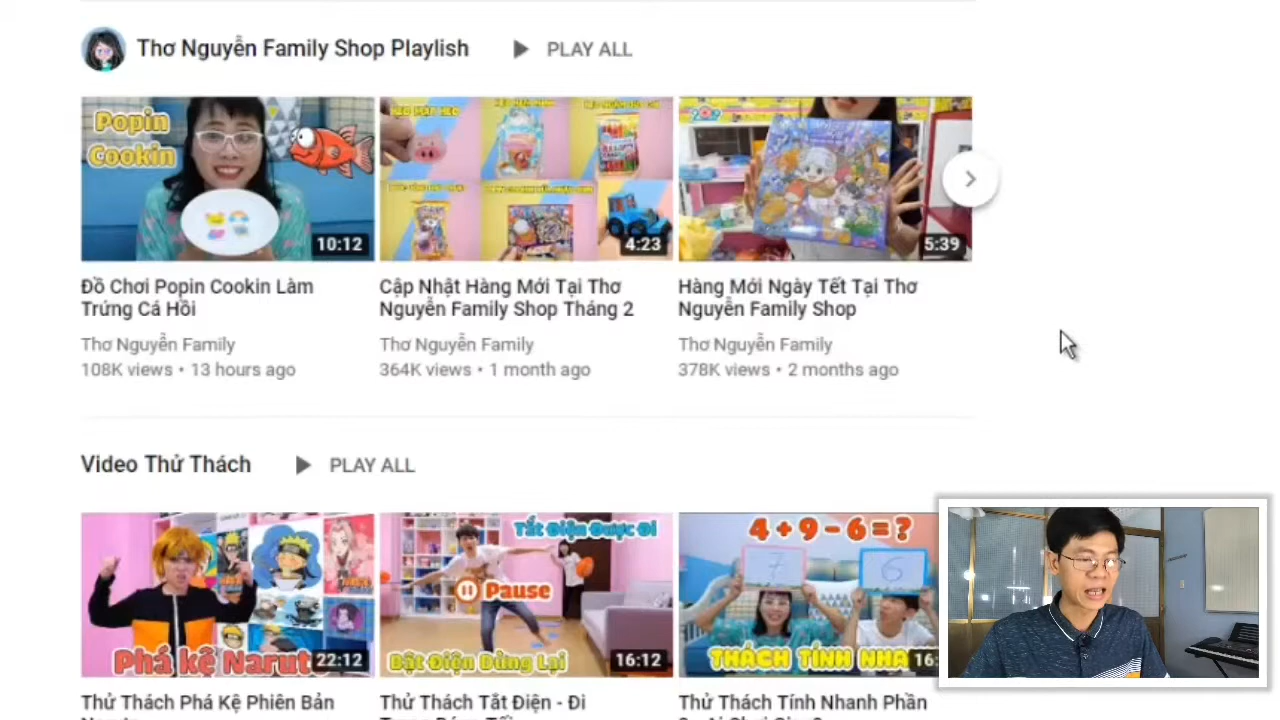 Thơ Nguyễn Family Shop Playlish
PLAY ALL
Popin
Cookin
10:12
4:23
5:39
Đồ Chơi Popin Cookin Làm
Trứng Cá Hồi
Thơ Nguyễn Family
108K views • 13 hours ago
Cập Nhật Hàng Mới Tại Thơ
Nguyễn Family Shop Tháng 2
Thơ Nguyễn Family
364K views • 1 month ago
Hàng Mới Ngày Tết Tại Thơ
Nguyễn Family Shop
Thơ Nguyễn Family
378K views • 2 months ago
Video Thử Thách
PLAY ALL
Phá kệ Narut
22:12
Tắt Điện Được Đi
Pause
Bật Điện Dừng Lại
16:12
4 + 9 - 6 = ?
7
6
THÁCH TÍNH NHA
16:
Thử Thách Phá Kệ Phiên Bản
Thử Thách Tắt Điện - Đi
Thử Thách Tính Nhanh Phần